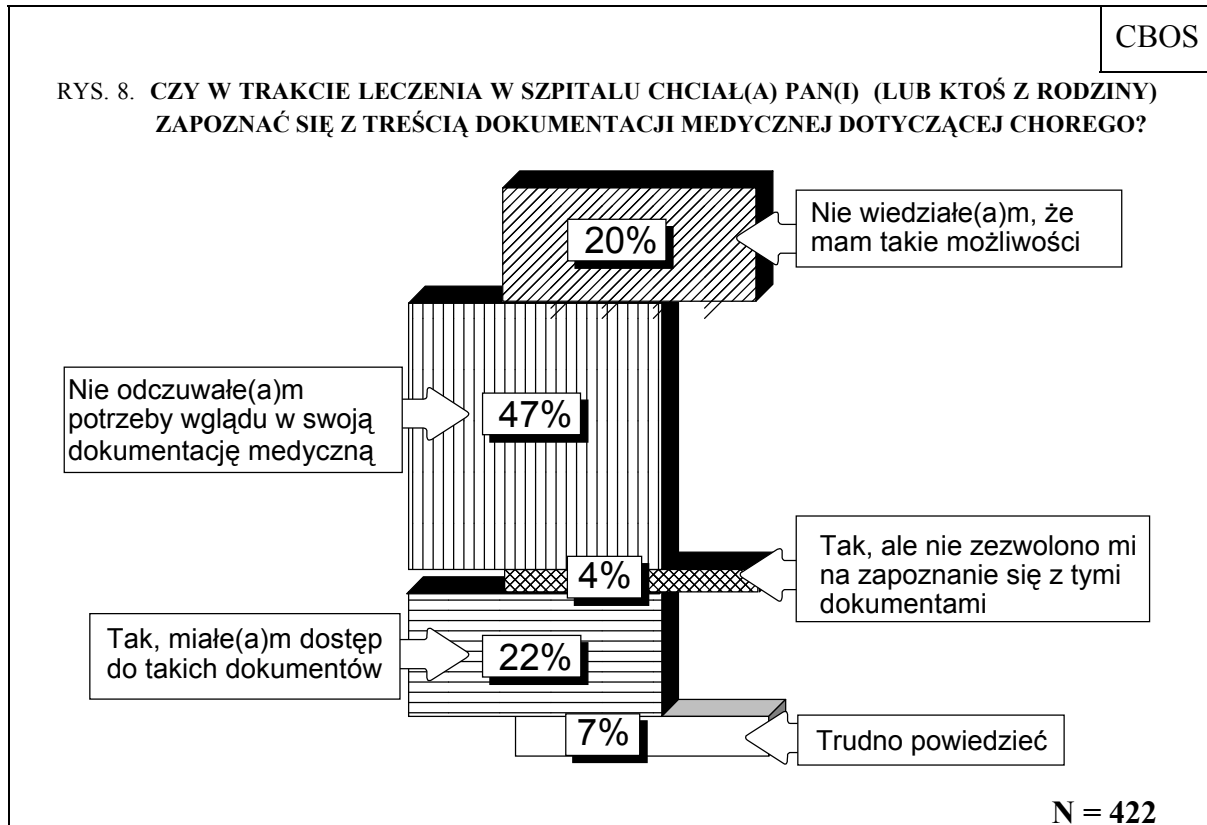 CBOS
RYS. 8. CZY W TRAKCIE LECZENIA W SZPITALU CHCIAŁ(A) PAN(I) (LUB KTOŚ Z RODZINY)
ZAPOZNAĆ SIĘ Z TREŚCIĄ DOKUMENTACJI MEDYCZNEJ DOTYCZĄCEJ CHOREGO?
20%
Nie wiedziałe(a)m, że
mam takie możliwości
Nie odczuwałe(a)m
potrzeby wglądu w swoją
dokumentację medyczną
47%
4%
Tak, ale nie zezwolono mi
na zapoznanie się z tymi
dokumentami
Tak, miałe(a)m dostęp
do takich dokumentów
22%
7%
Trudno powiedzieć
N = 422